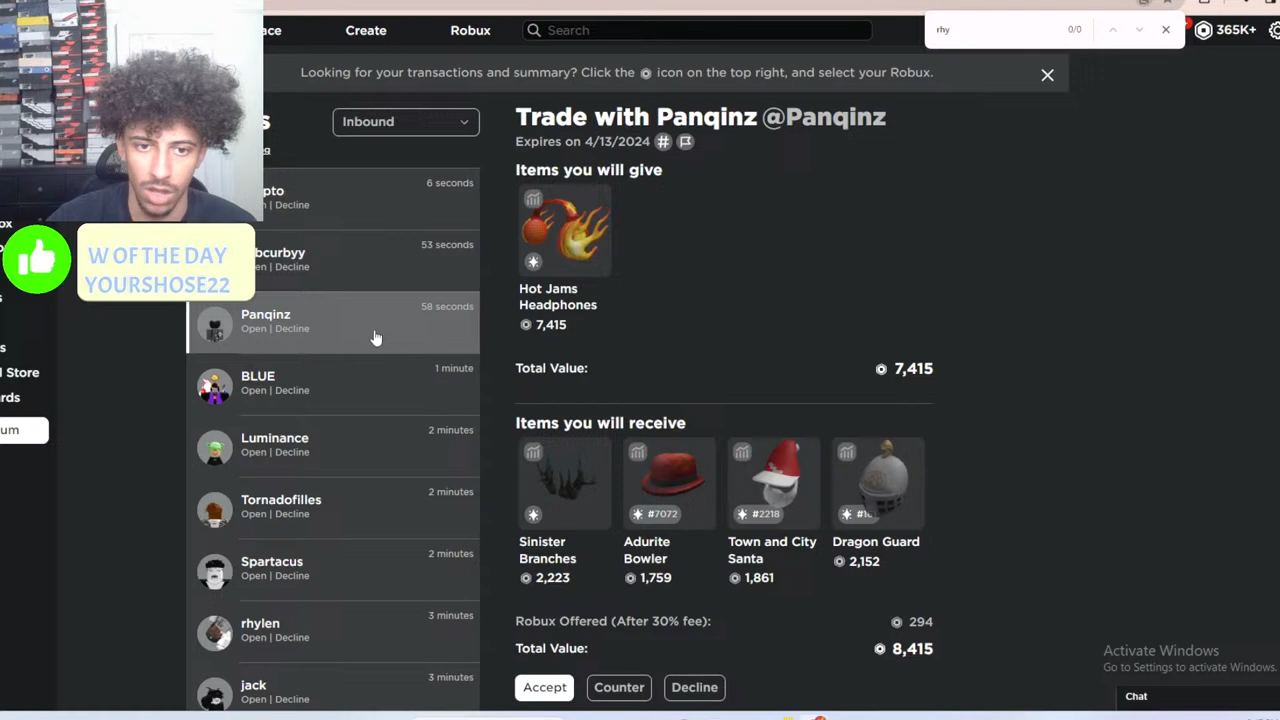 ace
Create
Robux
Search
rhy
0/0
365K+
Looking for your transactions and summary? Click the icon on the top right, and select your Robux.
Inbound
Trade with Panqinz @Panqinz
Expires on 4/13/2024
Items you will give
Hot Jams
Headphones
7,415
Total Value:
7,415
Items you will receive
#7072
#2218
Sinister
Branches
2,223
Adurite
Bowler
1,759
Town and City
Santa
1,861
Dragon Guard
2,152
Robux Offered (After 30% fee):
294
Total Value:
8,415
Accept
Counter
Decline
pto
6 seconds
Decline
bcurbyy
53 seconds
pen | Decline
Panqinz
58 seconds
Open | Decline
BLUE
1 minute
Open | Decline
Luminance
2 minutes
Open | Decline
Tornadofilles
2 minutes
Open | Decline
Spartacus
2 minutes
Open | Decline
rhylen
3 minutes
Open | Decline
jack
3 minutes
Open | Decline
W OF THE DAY
YOURSHOSE22
ox
s
s
l Store
rds
um
Activate Windows
Go to Settings to activate Windows.
Chat